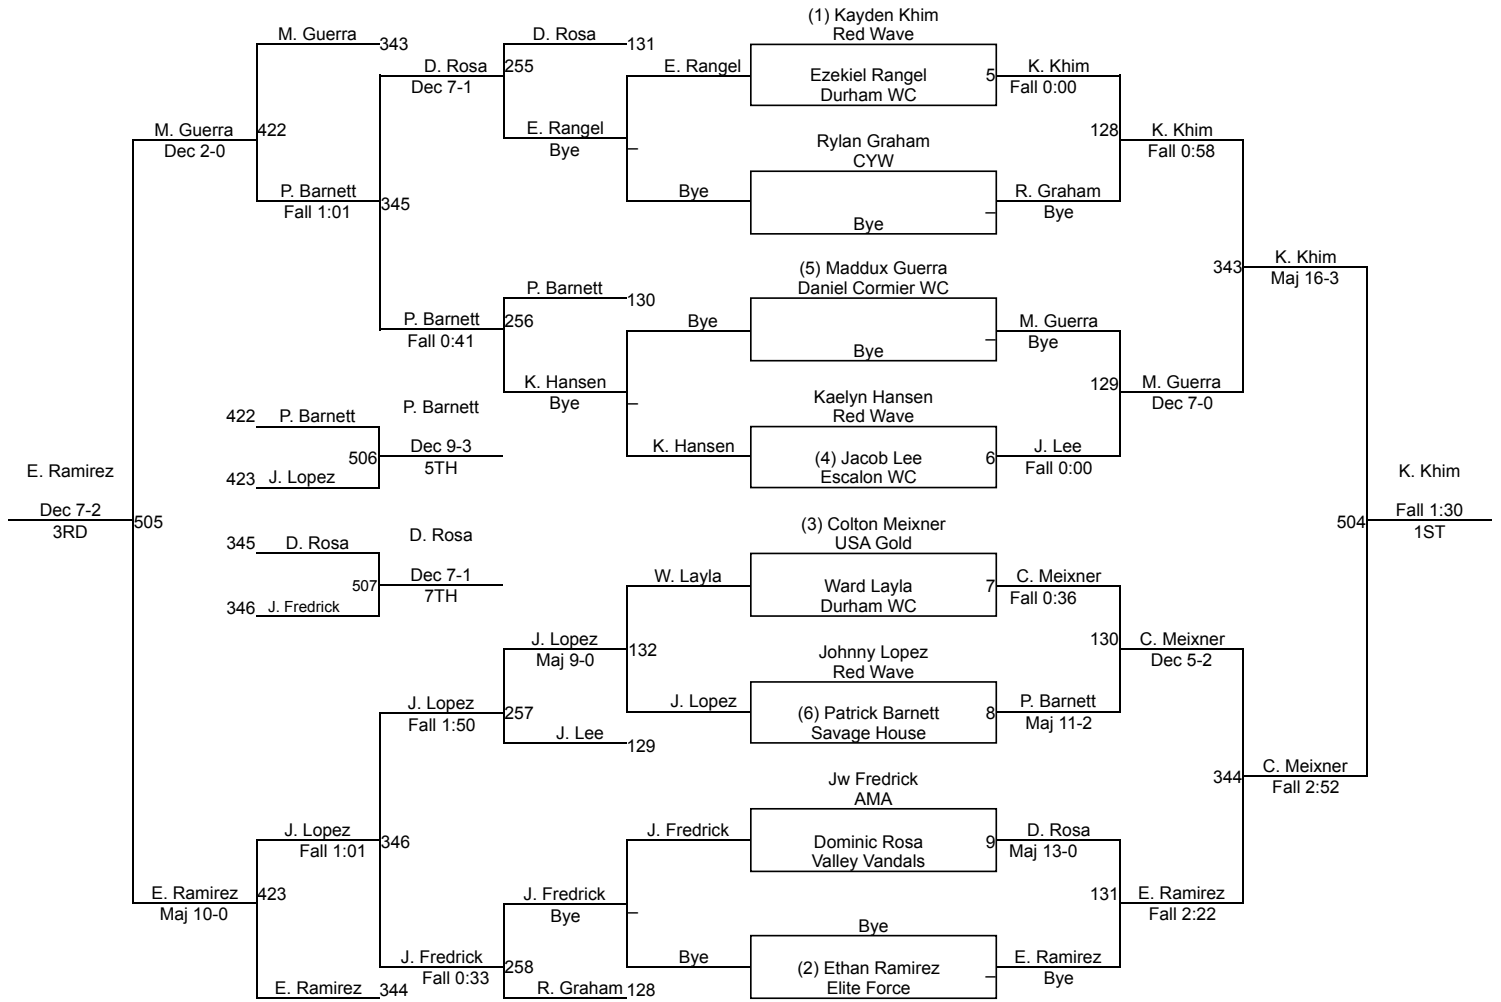 (1) Kayden Khim
Red Wave
M. Guerra
343
D. Rosa
131
D. Rosa
255
Dec 7-1
E. Rangel
Ezekiel Rangel
Durham WC
5
K. Khim
Fall 0:00
M. Guerra
422
Dec 2-0
E. Rangel
Bye
_
Rylan Graham
CYW
128
K. Khim
Fall 0:58
P. Barnett
Fall 1:01
345
Bye
Bye
_
R. Graham
Bye
(5) Maddux Guerra
Daniel Cormier WC
343
K. Khim
Maj 16-3
P. Barnett
130
P. Barnett
256
Fall 0:41
Bye
Bye
_
M. Guerra
Bye
K. Hansen
Bye
_
Kaelyn Hansen
Red Wave
129
M. Guerra
Dec 7-0
422
P. Barnett
P. Barnett
Dec 9-3
506
5TH
K. Hansen
(4) Jacob Lee
Escalon WC
6
J. Lee
Fall 0:00
423
J. Lopez
E. Ramirez
Dec 7-2
505
3RD
K. Khim
504
Fall 1:30
1ST
345
D. Rosa
D. Rosa
507
Dec 7-1
7TH
346
J. Fredrick
(3) Colton Meixner
USA Gold
W. Layla
Ward Layla
Durham WC
7
C. Meixner
Fall 0:36
J. Lopez
132
Maj 9-0
Johnny Lopez
Red Wave
130
C. Meixner
Dec 5-2
J. Lopez
257
Fall 1:50
J. Lopez
(6) Patrick Barnett
Savage House
8
P. Barnett
Maj 11-2
J. Lee
129
Jw Fredrick
AMA
344
C. Meixner
Fall 2:52
J. Lopez
Fall 1:01
346
J. Fredrick
Dominic Rosa
Valley Vandals
9
D. Rosa
Maj 13-0
E. Ramirez
423
Maj 10-0
J. Fredrick
Bye
_
Bye
131
E. Ramirez
Fall 2:22
J. Fredrick
258
Fall 0:33
Bye
(2) Ethan Ramirez
Elite Force
_
E. Ramirez
Bye
E. Ramirez
344
R. Graham
128